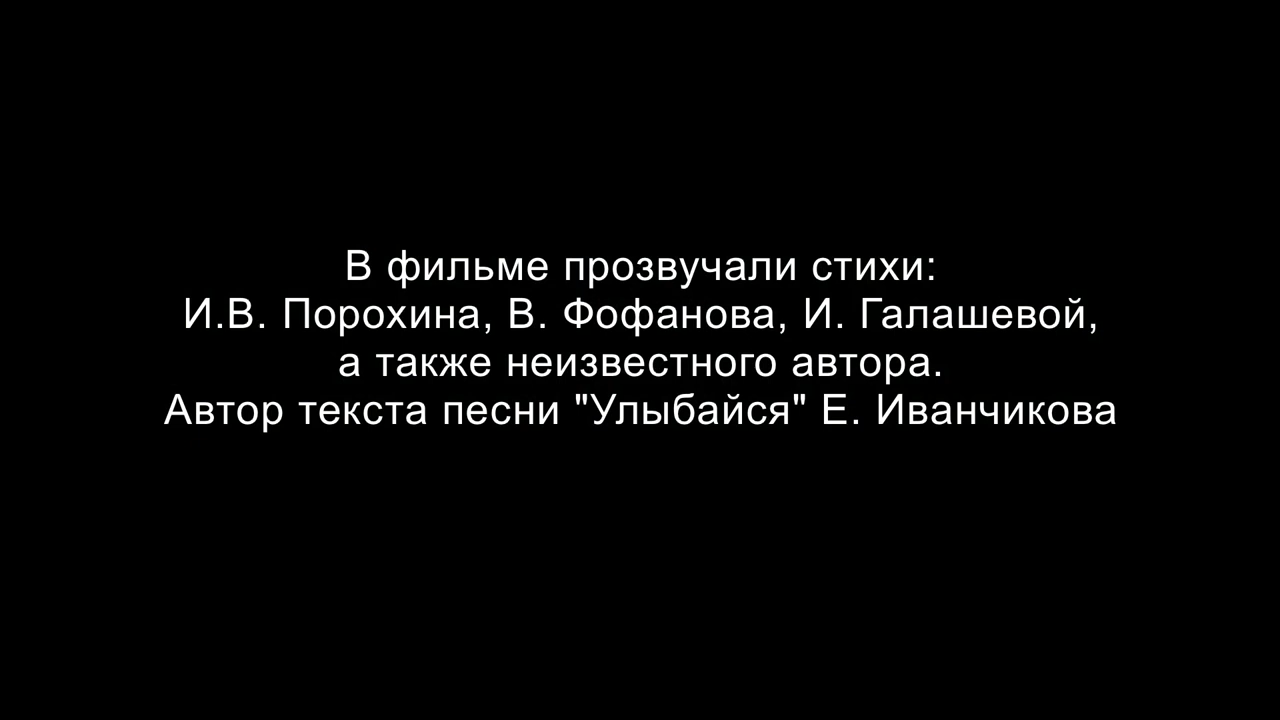 В фильме прозвучали стихи:
И.В. Порохина, В. Фофанова, И. Галашевой,
а также неизвестного автора.
Автор текста песни "Улыбайся" Е. Иванчикова